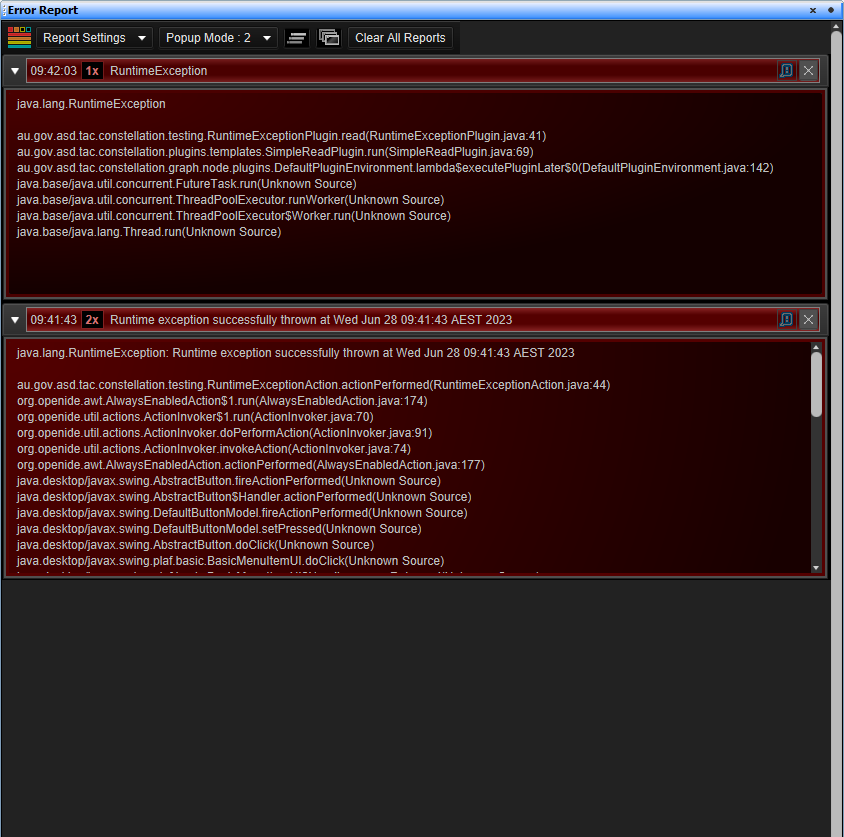 Error Report
Report Settings
Popup Mode : 2
Clear All Reports
09:42:03 1x RuntimeException
java.lang.RuntimeException
au.gov.asd.tac.constellation.testing.RuntimeExceptionPlugin.read(RuntimeExceptionPlugin.java:41)
au.gov.asd.tac.constellation.plugins.templates.SimpleReadPlugin.run(SimpleReadPlugin.java:69)
au.gov.asd.tac.constellation.graph.node.plugins.DefaultPluginEnvironment.lambda$executePluginLater$0(DefaultPluginEnvironment.java:142)
java.base/java.util.concurrent.FutureTask.run(Unknown Source)
java.base/java.util.concurrent.ThreadPoolExecutor.runWorker(Unknown Source)
java.base/java.util.concurrent.ThreadPoolExecutor$Worker.run(Unknown Source)
java.base/java.lang.Thread.run(Unknown Source)
09:41:43 2x Runtime exception successfully thrown at Wed Jun 28 09:41:43 AEST 2023
java.lang.RuntimeException: Runtime exception successfully thrown at Wed Jun 28 09:41:43 AEST 2023
au.gov.asd.tac.constellation.testing.RuntimeExceptionAction.actionPerformed(RuntimeExceptionAction.java:44)
org.openide.awt.AlwaysEnabledAction$1.run(AlwaysEnabledAction.java:174)
org.openide.util.actions.ActionInvoker$1.run(ActionInvoker.java:70)
org.openide.util.actions.ActionInvoker.doPerformAction(ActionInvoker.java:91)
org.openide.util.actions.ActionInvoker.invokeAction(ActionInvoker.java:74)
org.openide.awt.AlwaysEnabledAction.actionPerformed(AlwaysEnabledAction.java:177)
java.desktop/javax.swing.AbstractButton.fireActionPerformed(Unknown Source)
java.desktop/javax.swing.AbstractButton$Handler.actionPerformed(Unknown Source)
java.desktop/javax.swing.DefaultButtonModel.fireActionPerformed(Unknown Source)
java.desktop/javax.swing.DefaultButtonModel.setPressed(Unknown Source)
java.desktop/javax.swing.AbstractButton.doClick(Unknown Source)
java.desktop/javax.swing.plaf.basic.BasicMenuItemUI.doClick(Unknown Source)